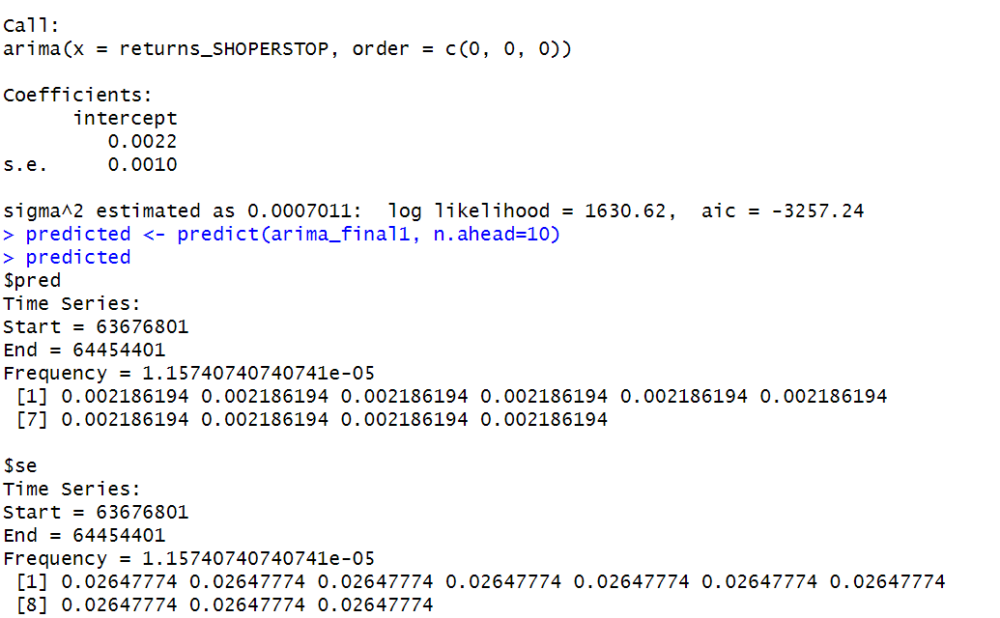 Call:
arima(x = returns_SHOPERSTOP, order = c(0, 0, 0))
Coefficients:
intercept
0.0022
s.e. 0.0010
sigma^2 estimated as 0.0007011: log likelihood = 1630.62, aic = -3257.24
> predicted <- predict(arima_final1, n.ahead=10)
> predicted
$pred
Time Series:
Start = 63676801
End = 64454401
Frequency = 1.15740740740741e-05
[1] 0.002186194 0.002186194 0.002186194 0.002186194 0.002186194 0.002186194
[7] 0.002186194 0.002186194 0.002186194 0.002186194
$se
Time Series:
Start = 63676801
End = 64454401
Frequency = 1.15740740740741e-05
[1] 0.02647774 0.02647774 0.02647774 0.02647774 0.02647774 0.02647774 0.02647774
[8] 0.02647774 0.02647774 0.02647774